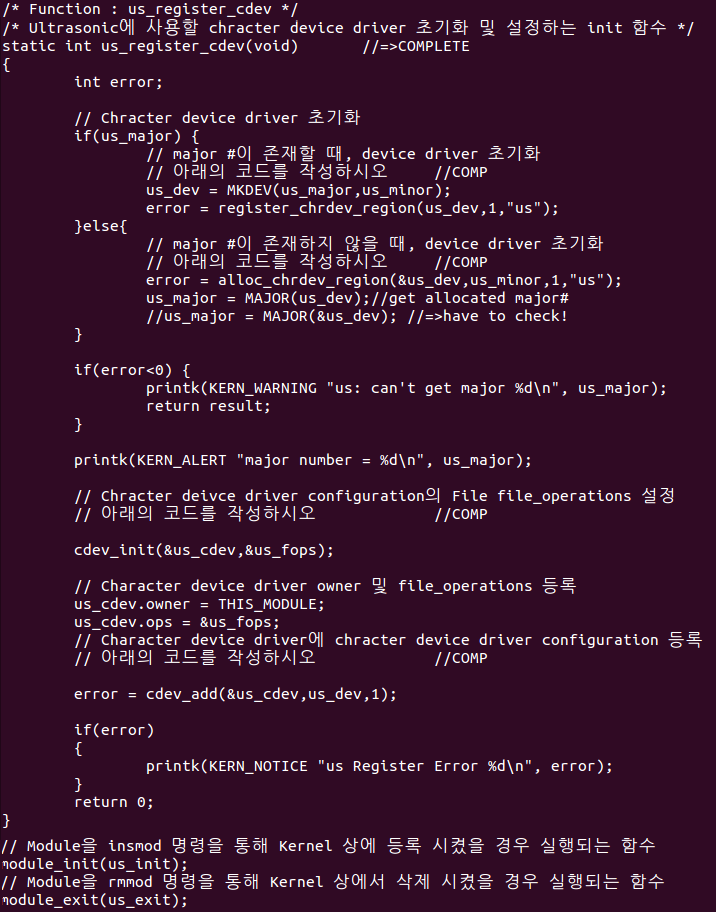 /* Function : us_register_cdev */
/* Ultrasonic에 사용할 chracter device driver 초기화 및 설정하는 init 함수 */
static int us_register_cdev(void)       //=>COMPLETE
{
        int error;

        // Chracter device driver 초기화
        if(us_major) {
                // major #이 존재할 때, device driver 초기화
                // 아래의 코드를 작성하시오     //COMP
                us_dev = MKDEV(us_major,us_minor);
                error = register_chrdev_region(us_dev,1,"us");
        }else{
                // major #이 존재하지 않을 때, device driver 초기화
                // 아래의 코드를 작성하시오     //COMP
                error = alloc_chrdev_region(&us_dev,us_minor,1,"us");
                us_major = MAJOR(us_dev);//get allocated major#
                //us_major = MAJOR(&us_dev); //=>have to check!
        }

        if(error<0) {
                printk(KERN_WARNING "us: can't get major %d\n", us_major);
                return result;
        }

        printk(KERN_ALERT "major number = %d\n", us_major);

        // Chracter deivce driver configuration의 File file_operations 설정
        // 아래의 코드를 작성하시오             //COMP

        cdev_init(&us_cdev,&us_fops);

        // Character device driver owner 및 file_operations 등록
        us_cdev.owner = THIS_MODULE;
        us_cdev.ops = &us_fops;
        // Character device driver에 chracter device driver configuration 등록
        // 아래의 코드를 작성하시오             //COMP

        error = cdev_add(&us_cdev,us_dev,1);

        if(error)
        {
                printk(KERN_NOTICE "us Register Error %d\n", error);
        }
        return 0;
}
// Module을 insmod 명령을 통해 Kernel 상에 등록 시켰을 경우 실행되는 함수
module_init(us_init);
// Module을 rmmod 명령을 통해 Kernel 상에서 삭제 시켰을 경우 실행되는 함수
module_exit(us_exit);